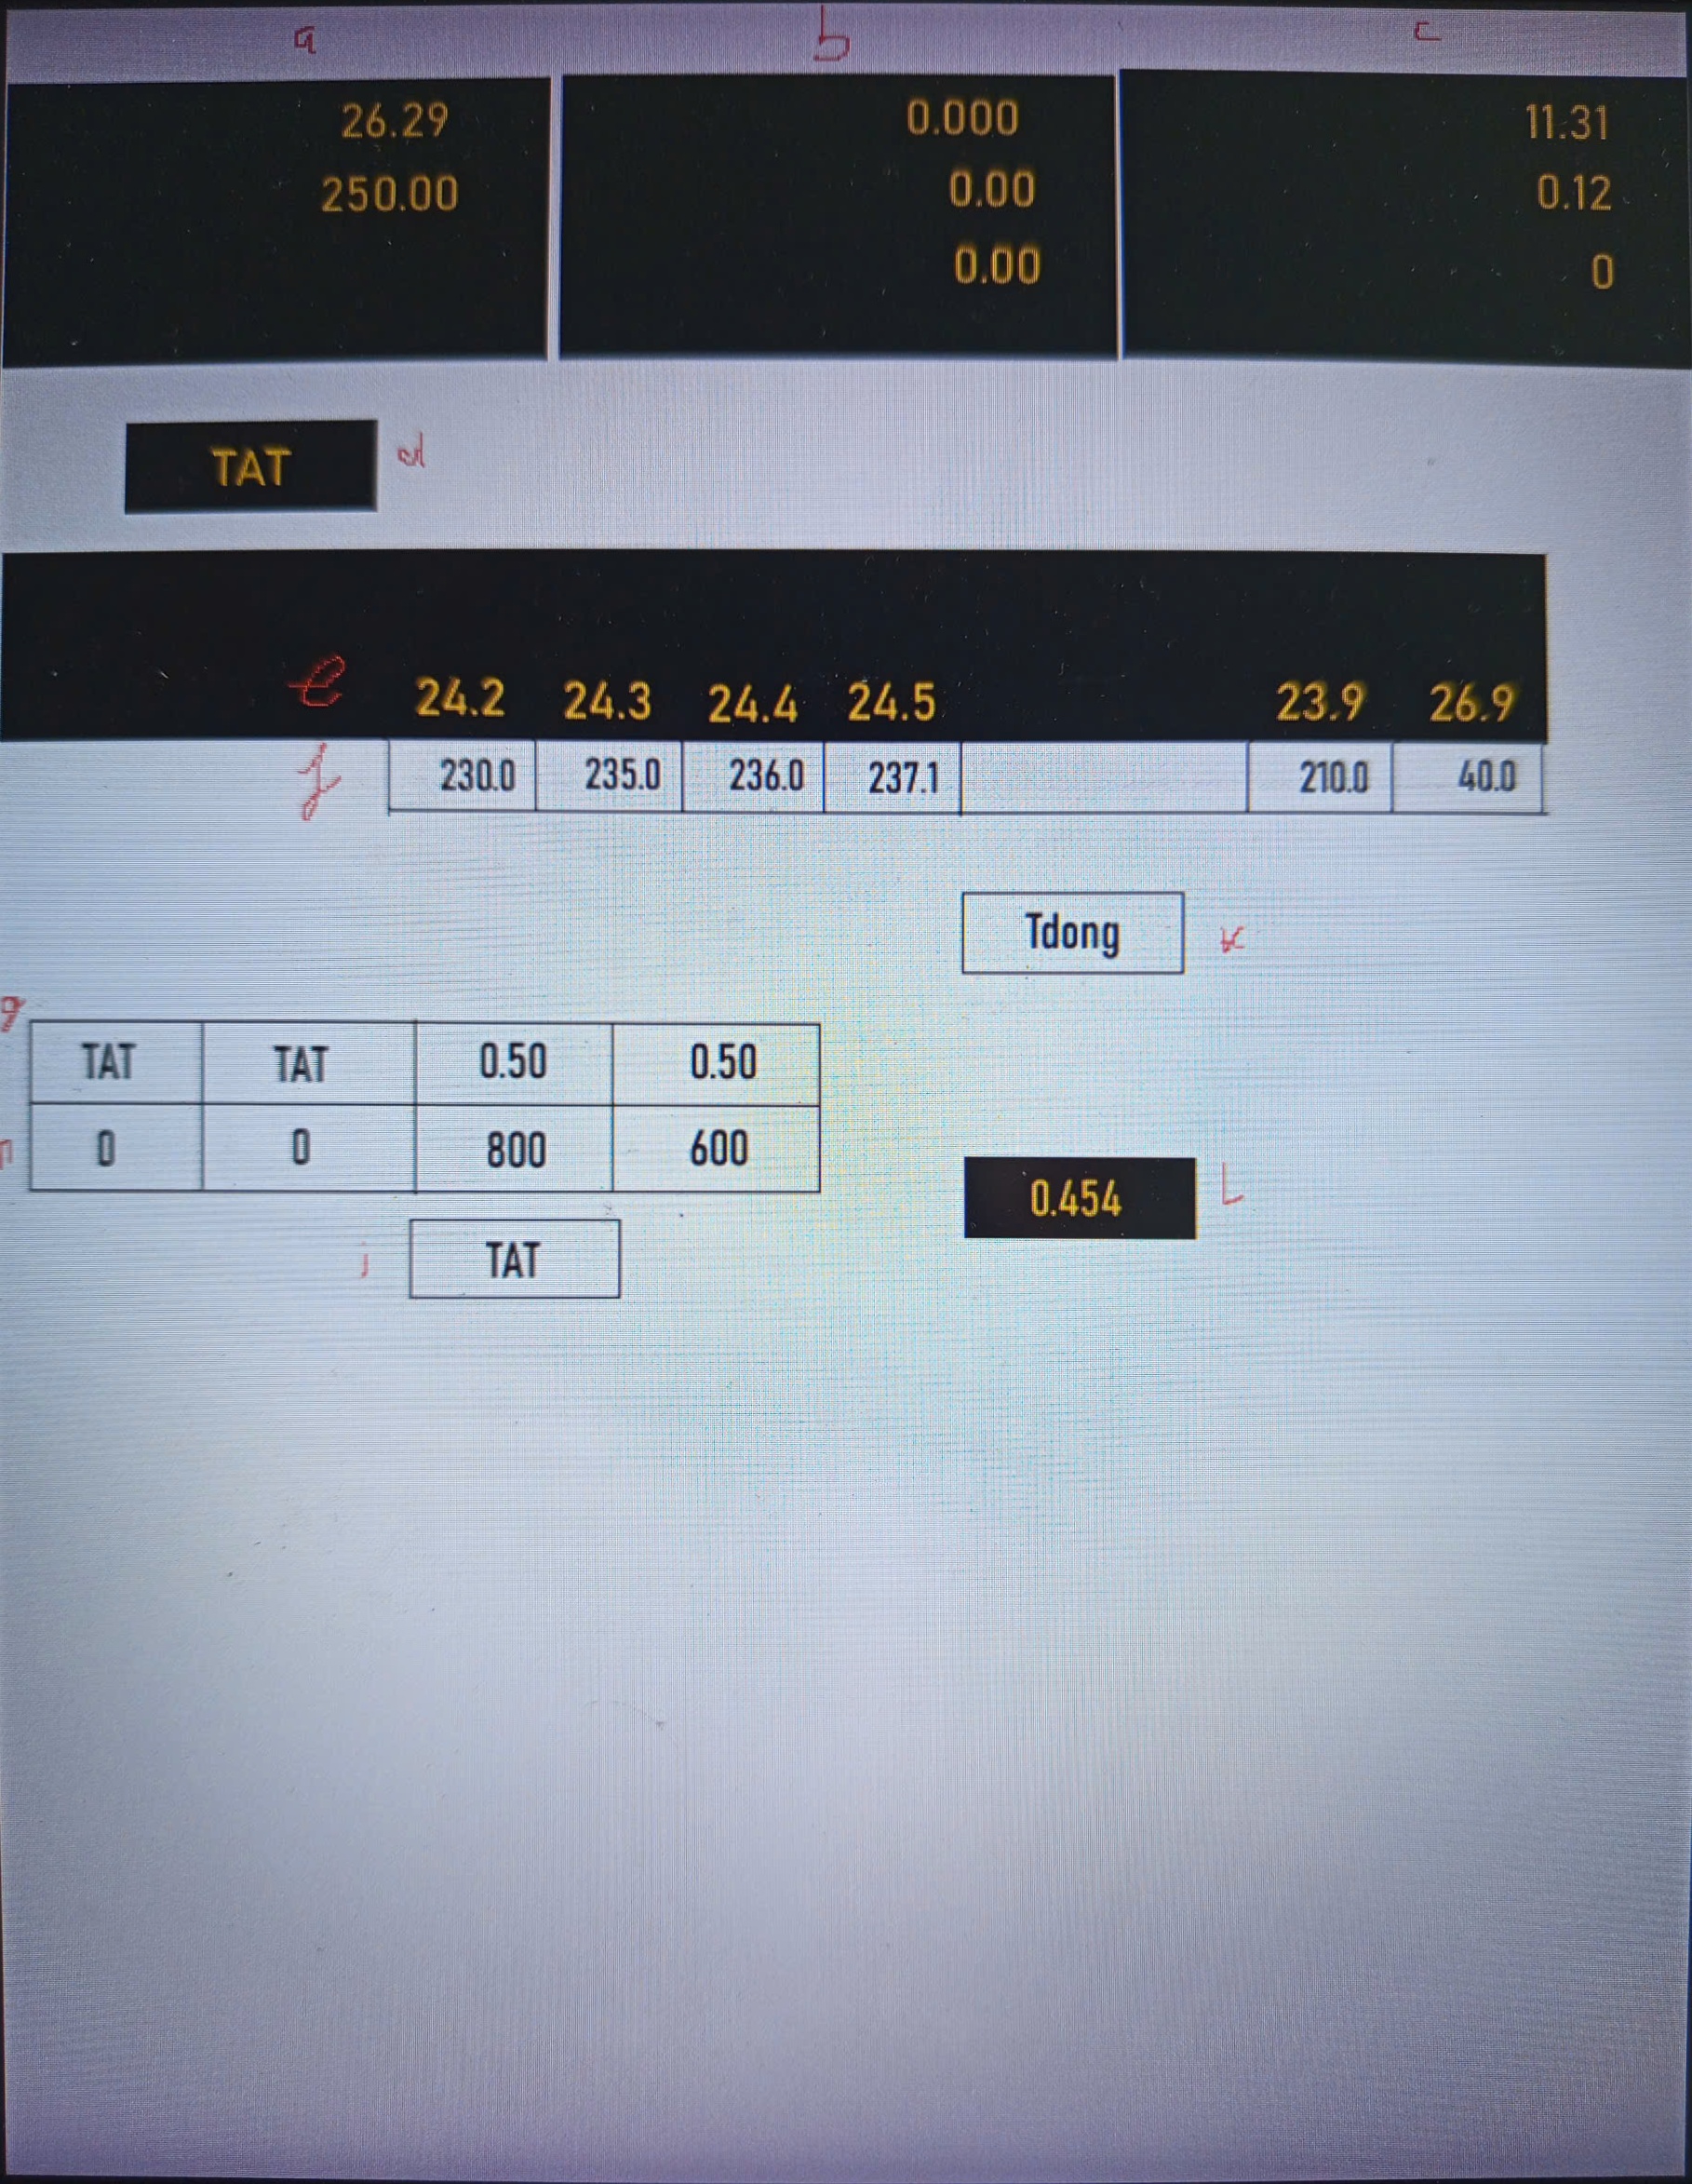 a b c
26.29 0.000 11.31
250.00 0.00 0.12
0.00 0
TAT d
e 24.2 24.3 24.4 24.5 23.9 26.9
f 230.0 235.0 236.0 237.1 210.0 40.0
Tdong k
g
TAT TAT 0.50 0.50
0 0 800 600
0.454 L
j TAT